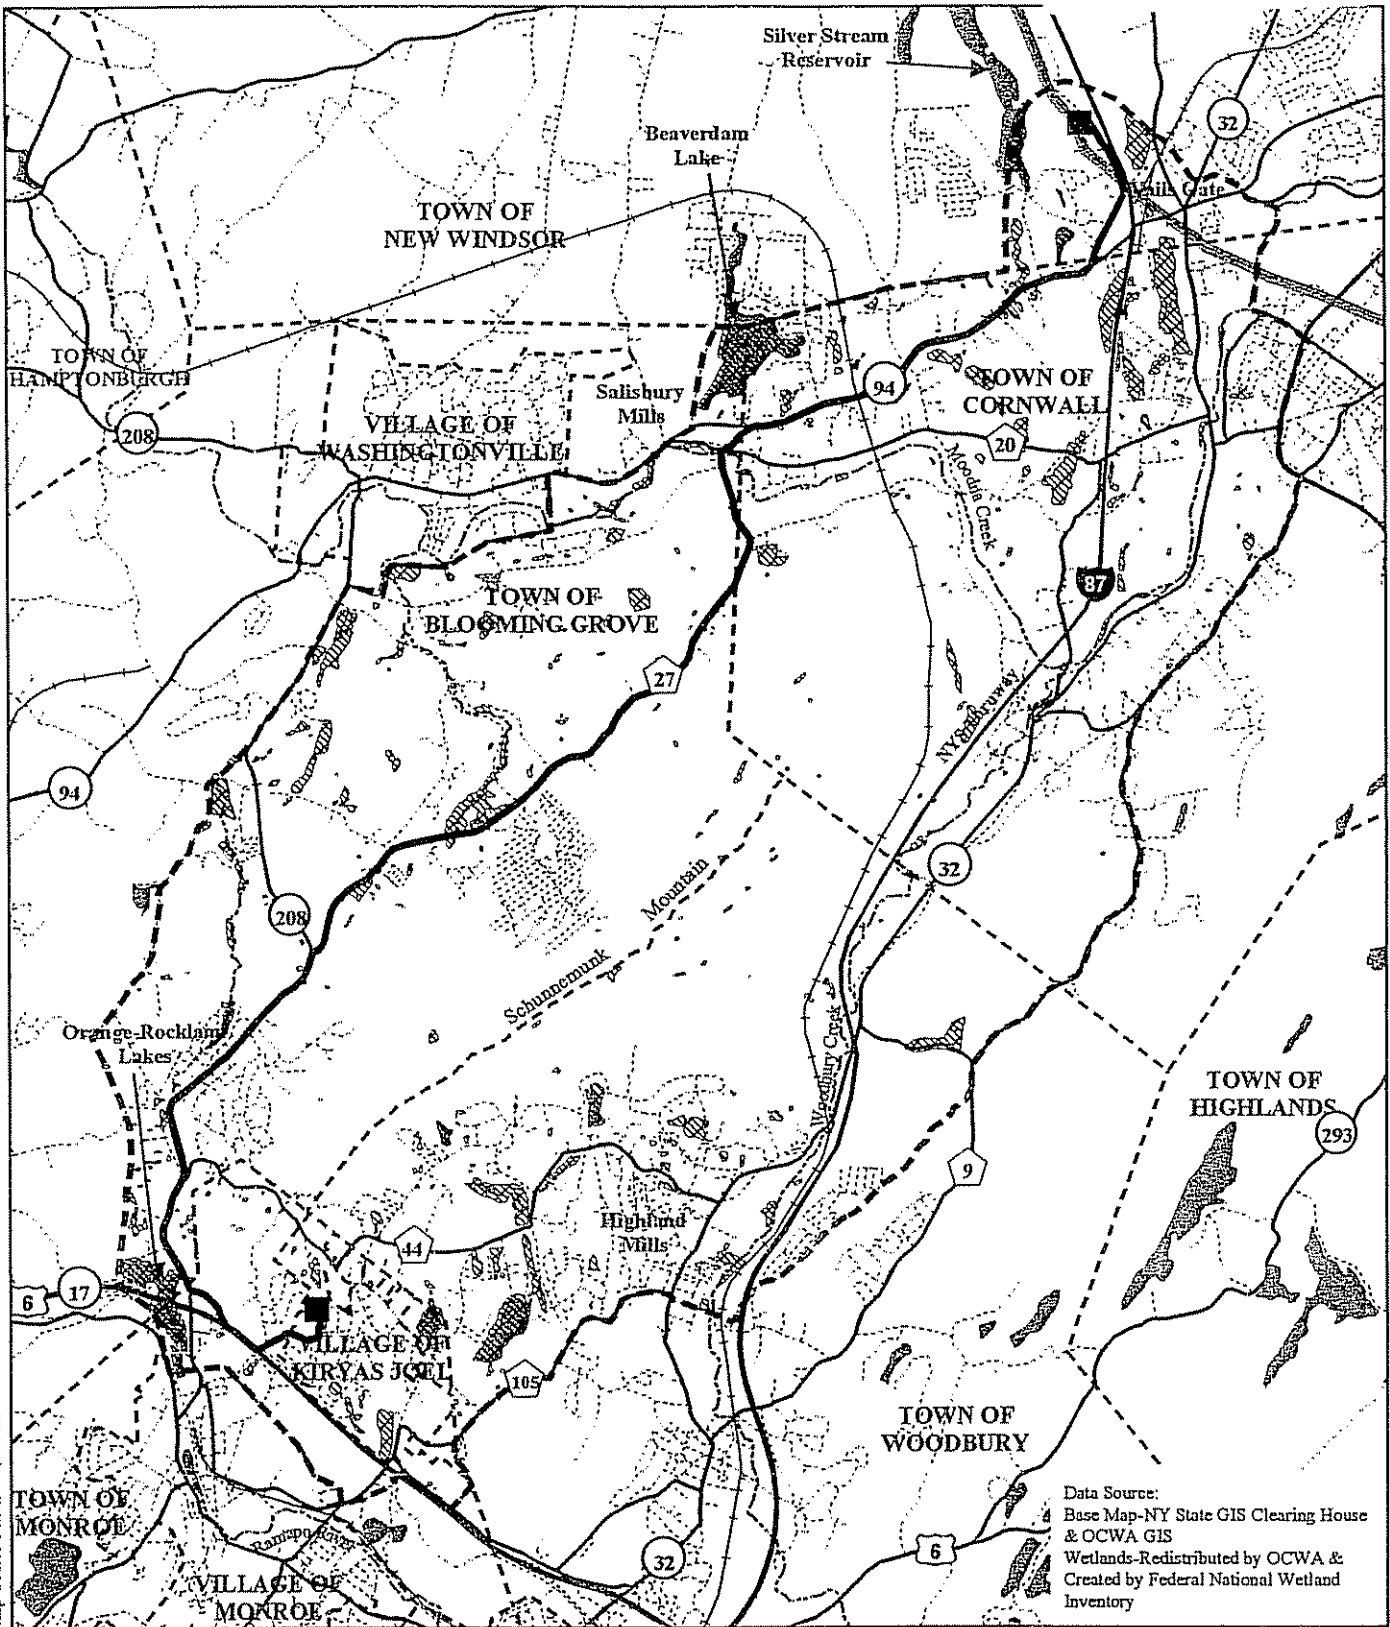 Silver Stream
Reservoir
32
Beaverdam
Lake
Vails Gate
TOWN OF
NEW WINDSOR
TOWN OF
HAMPTONBURGH
94
TOWN OF
CORNWALL
Salisbury
Mills
208
VILLAGE OF
WASHINGTONVILLE
20
Moodna Creek
87
TOWN OF
BLOOMING GROVE
27
NYS Thruway
94
32
Mountain
Schunnemunk
208
Woodbury Creek
Orange-Rockland
Lakes
TOWN OF
HIGHLANDS
293
9
Highland
Mills
44
6
17
VILLAGE OF
KIRYAS JOEL
105
TOWN OF
WOODBURY
TOWN OF
MONROE
Ramapo River
VILLAGE OF
MONROE
32
6
Data Source:
Base Map-NY State GIS Clearing House
& OCWA GIS
Wetlands-Redistributed by OCWA &
Created by Federal National Wetland
Inventory